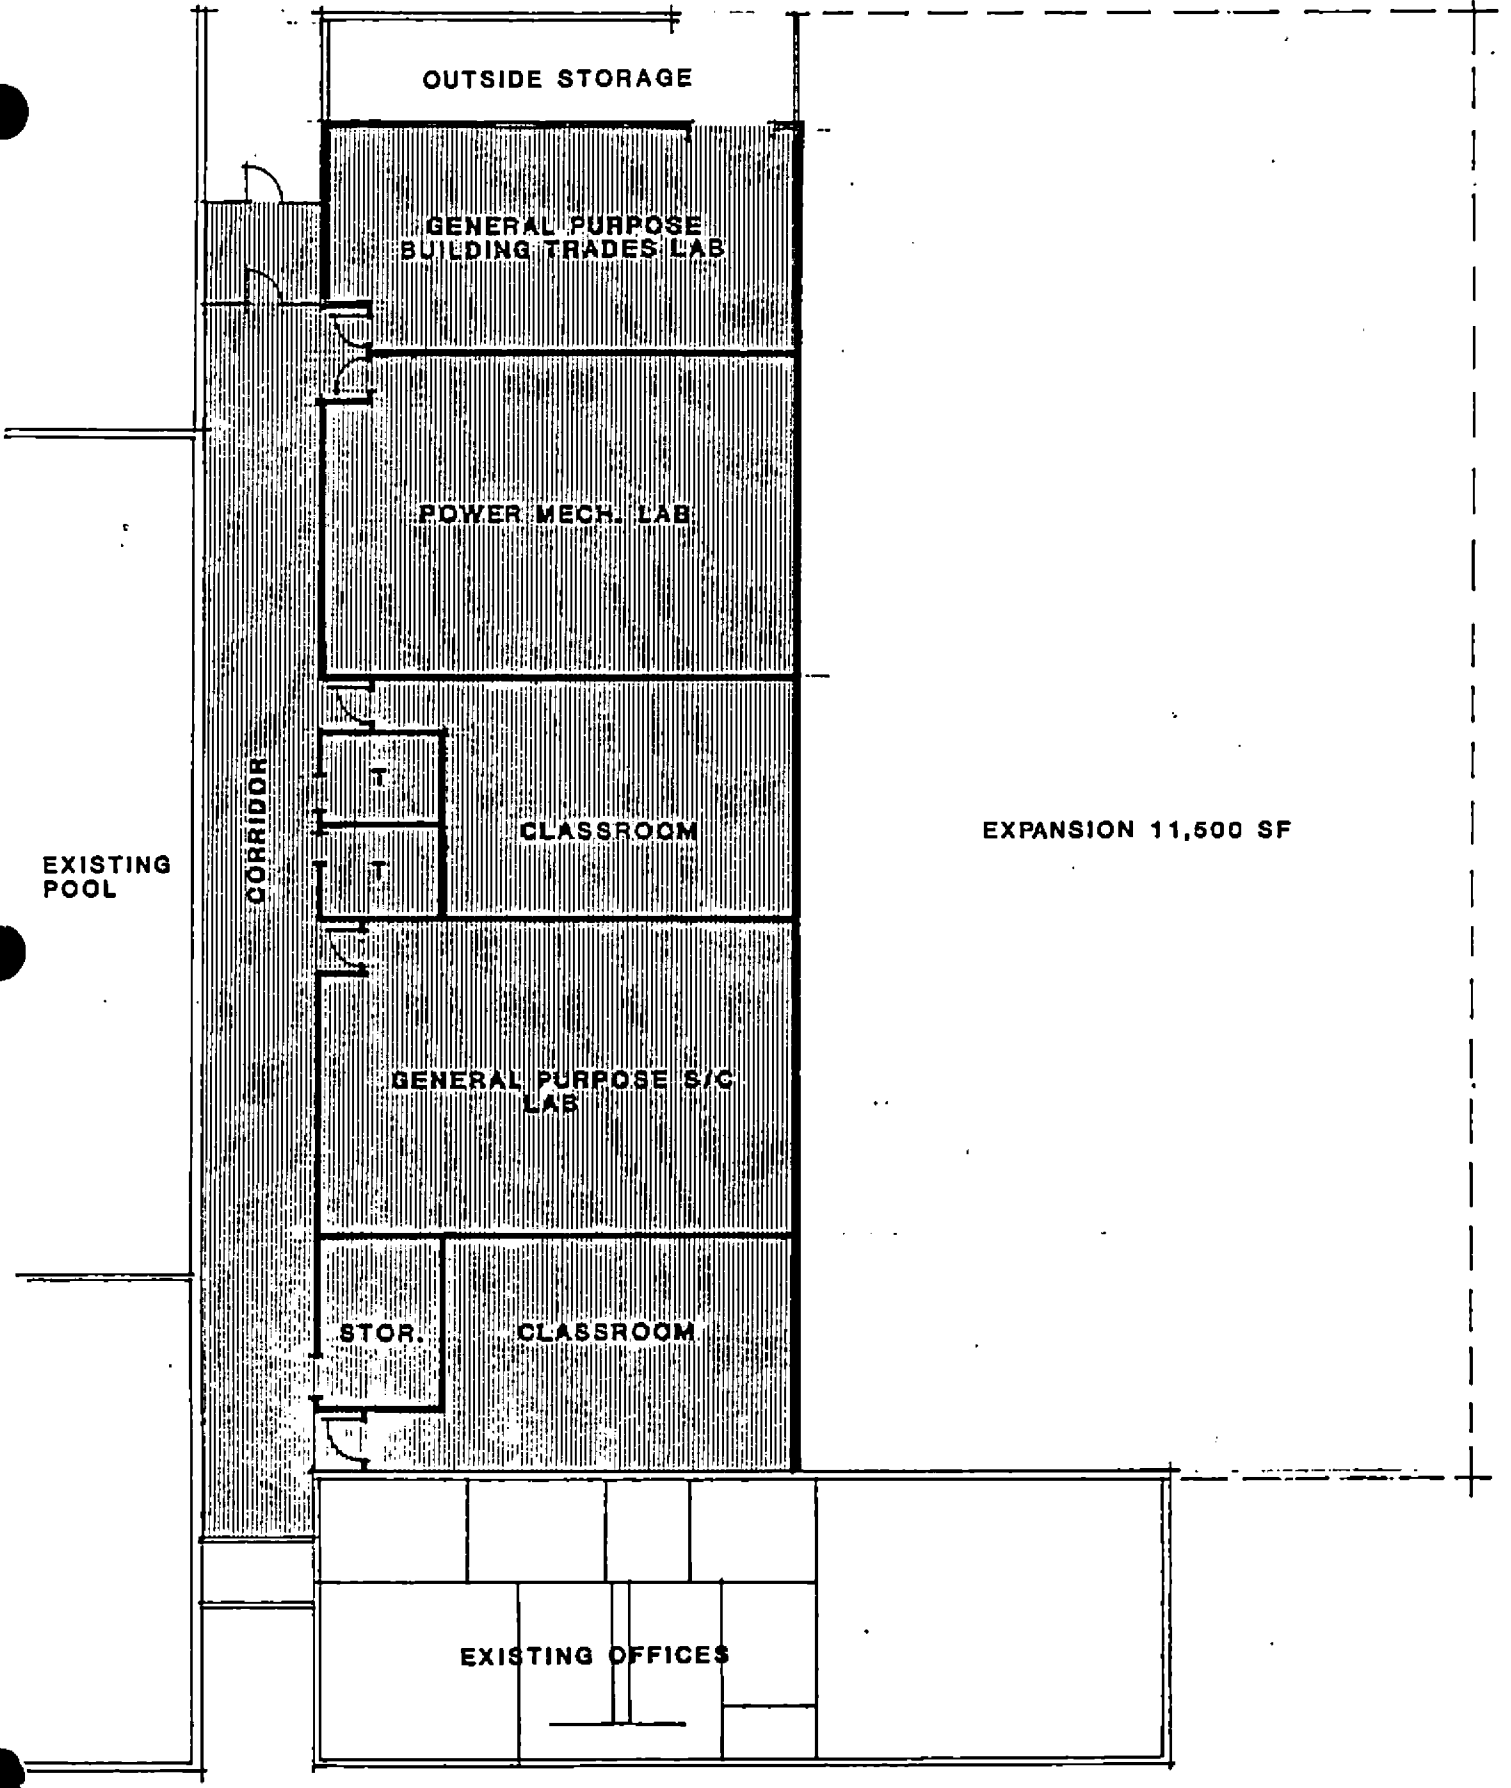 OUTSIDE STORAGE
GENERAL PURPOSE
BUILDING TRADES LAB
POWER MECH. LAB
T
CLASSROOM
T
CORRIDOR
EXISTING
POOL
EXPANSION 11,500 SF
GENERAL PURPOSE S/C
LAB
STOR.
CLASSROOM
EXISTING OFFICES